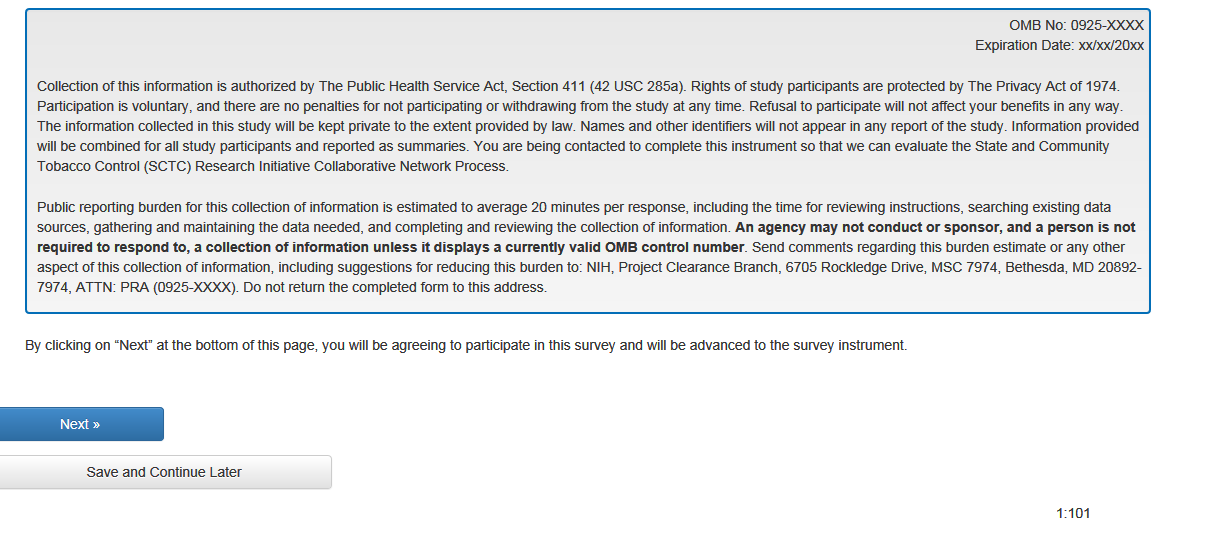 OMB No: 0925-XXXX
Expiration Date: xx/xx/20xx
Collection of this information is authorized by The Public Health Service Act, Section 411 (42 USC 285a). Rights of study participants are protected by The Privacy Act of 1974.
Participation is voluntary, and there are no penalties for not participating or withdrawing from the study at any time. Refusal to participate will not affect your benefits in any way.
The information collected in this study will be kept private to the extent provided by law. Names and other identifiers will not appear in any report of the study. Information provided
will be combined for all study participants and reported as summaries. You are being contacted to complete this instrument so that we can evaluate the State and Community
Tobacco Control (SCTC) Research Initiative Collaborative Network Process.
Public reporting burden for this collection of information is estimated to average 20 minutes per response, including the time for reviewing instructions, searching existing data
sources, gathering and maintaining the data needed, and completing and reviewing the collection of information. An agency may not conduct or sponsor, and a person is not
required to respond to, a collection of information unless it displays a currently valid OMB control number. Send comments regarding this burden estimate or any other
aspect of this collection of information, including suggestions for reducing this burden to: NIH, Project Clearance Branch, 6705 Rockledge Drive, MSC 7974, Bethesda, MD 20892-
7974, ATTN: PRA (0925-XXXX). Do not return the completed form to this address.
By clicking on “Next” at the bottom of this page, you will be agreeing to participate in this survey and will be advanced to the survey instrument.
Next »
Save and Continue Later
1:101